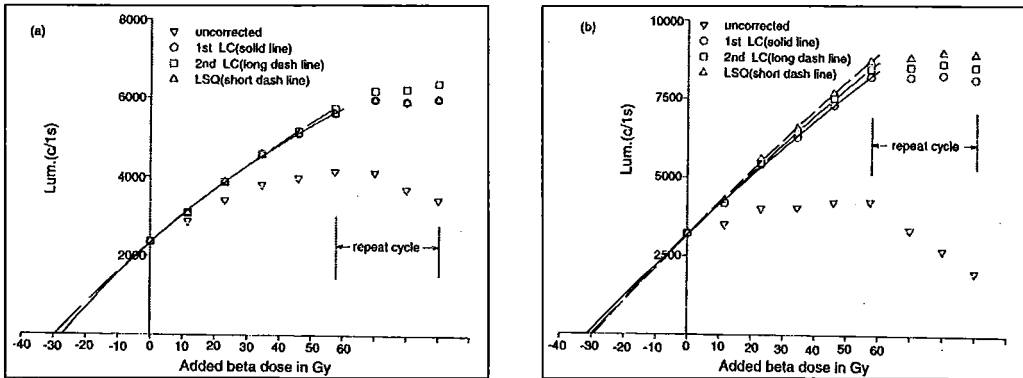 (a)
8000
6000
4000
2000
Lum.(c/1s)
▽ uncorrected
○ 1st LC(solid line)
□ 2nd LC(long dash line)
△ LSQ(short dash line)
repeat cycle
-40 -30 -20 -10 0 10 20 30 40 50 60
Added beta dose in Gy
(b)
10000
7500
5000
2500
Lum.(c/1s)
▽ uncorrected
○ 1st LC(solid line)
□ 2nd LC(long dash line)
△ LSQ(short dash line)
repeat cycle
-40 -30 -20 -10 0 10 20 30 40 50 60
Added beta dose in Gy